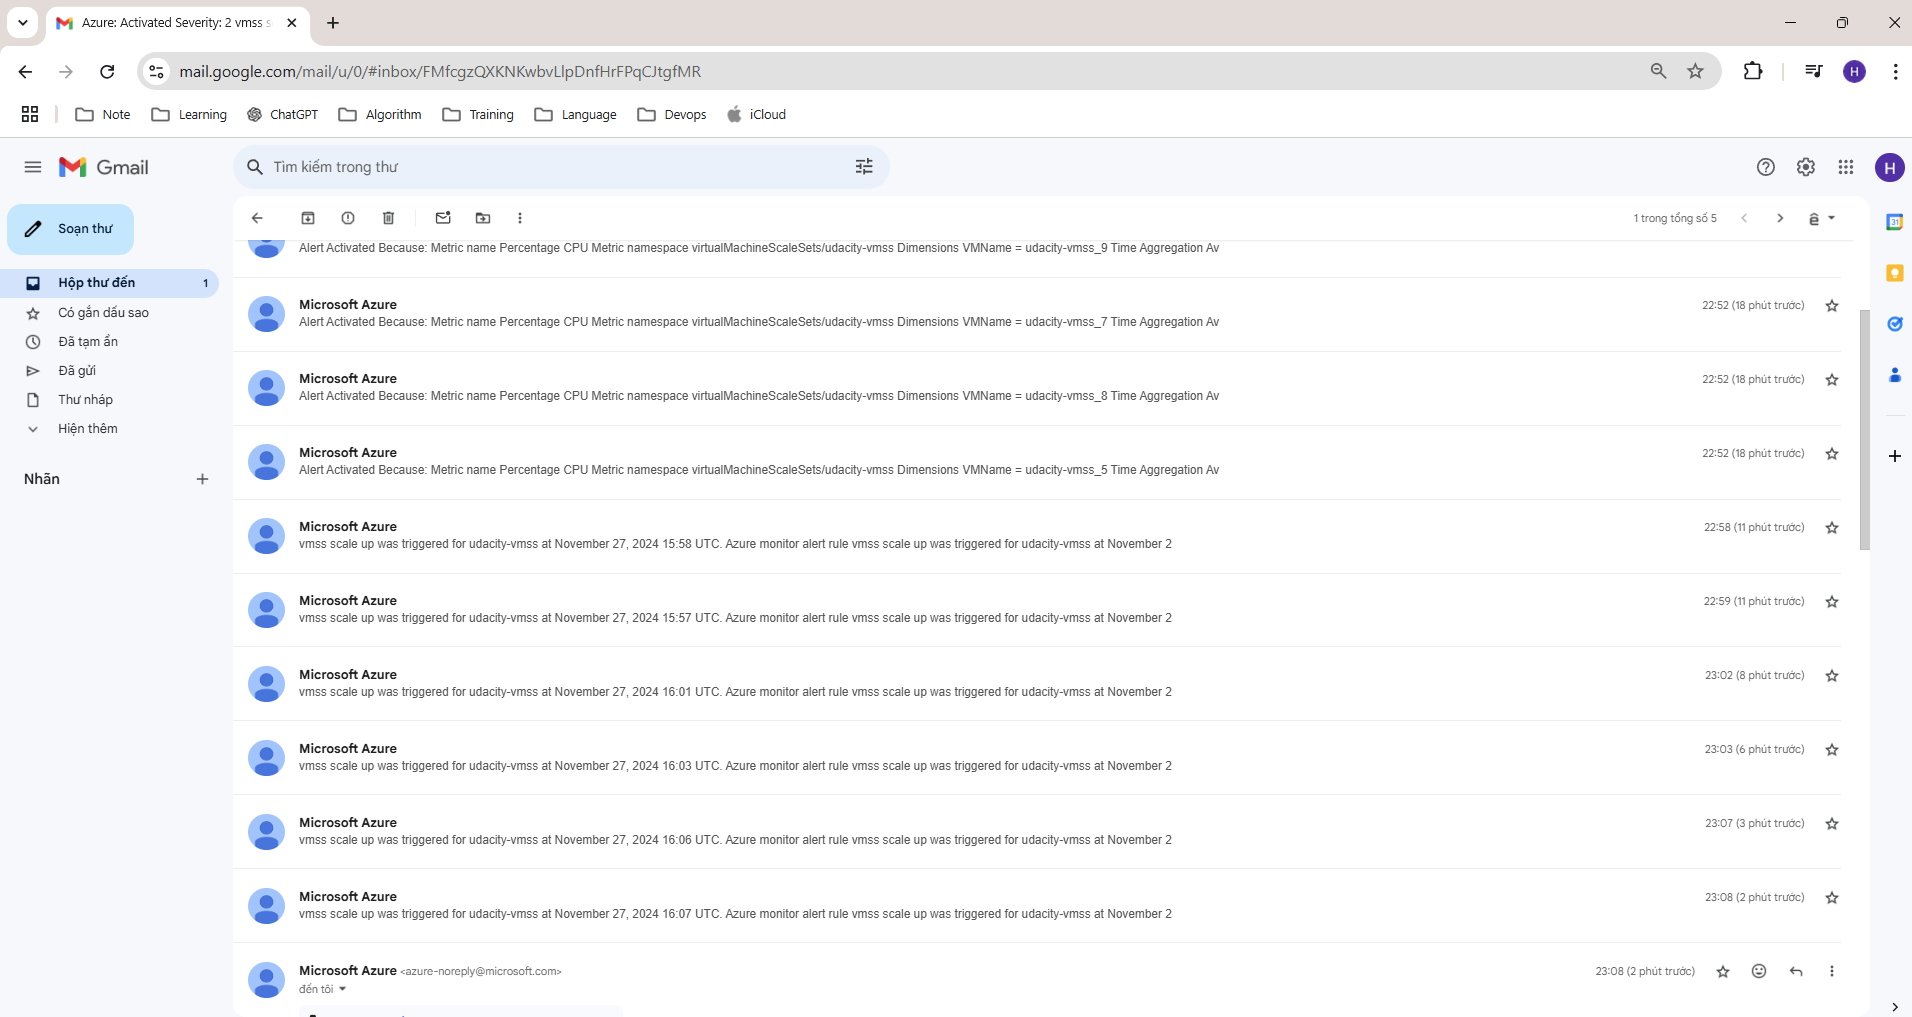 Azure: Activated Severity: 2 vmss s
mail.google.com/mail/u/0/#inbox/FMfcgzQXKNKwbvLlpDnfHrFPqCJtgfMR
H
Note
Learning
ChatGPT
Algorithm
Training
Language
Devops
iCloud
Gmail
Tìm kiếm trong thư
H
Soạn thư
1 trong tổng số 5
ê
31
Hộp thư đến 1
Có gắn dấu sao
Đã tạm ẩn
Đã gửi
Thư nháp
Hiện thêm
Nhãn
Alert Activated Because: Metric name Percentage CPU Metric namespace virtualMachineScaleSets/udacity-vmss Dimensions VMName = udacity-vmss_9 Time Aggregation Av
Microsoft Azure 22:52 (18 phút trước)
Alert Activated Because: Metric name Percentage CPU Metric namespace virtualMachineScaleSets/udacity-vmss Dimensions VMName = udacity-vmss_7 Time Aggregation Av
Microsoft Azure 22:52 (18 phút trước)
Alert Activated Because: Metric name Percentage CPU Metric namespace virtualMachineScaleSets/udacity-vmss Dimensions VMName = udacity-vmss_8 Time Aggregation Av
Microsoft Azure 22:52 (18 phút trước)
Alert Activated Because: Metric name Percentage CPU Metric namespace virtualMachineScaleSets/udacity-vmss Dimensions VMName = udacity-vmss_5 Time Aggregation Av
Microsoft Azure 22:58 (11 phút trước)
vmss scale up was triggered for udacity-vmss at November 27, 2024 15:58 UTC. Azure monitor alert rule vmss scale up was triggered for udacity-vmss at November 2
Microsoft Azure 22:59 (11 phút trước)
vmss scale up was triggered for udacity-vmss at November 27, 2024 15:57 UTC. Azure monitor alert rule vmss scale up was triggered for udacity-vmss at November 2
Microsoft Azure 23:02 (8 phút trước)
vmss scale up was triggered for udacity-vmss at November 27, 2024 16:01 UTC. Azure monitor alert rule vmss scale up was triggered for udacity-vmss at November 2
Microsoft Azure 23:03 (6 phút trước)
vmss scale up was triggered for udacity-vmss at November 27, 2024 16:03 UTC. Azure monitor alert rule vmss scale up was triggered for udacity-vmss at November 2
Microsoft Azure 23:07 (3 phút trước)
vmss scale up was triggered for udacity-vmss at November 27, 2024 16:06 UTC. Azure monitor alert rule vmss scale up was triggered for udacity-vmss at November 2
Microsoft Azure 23:08 (2 phút trước)
vmss scale up was triggered for udacity-vmss at November 27, 2024 16:07 UTC. Azure monitor alert rule vmss scale up was triggered for udacity-vmss at November 2
Microsoft Azure <azure-noreply@microsoft.com> 23:08 (2 phút trước)
đến tôi